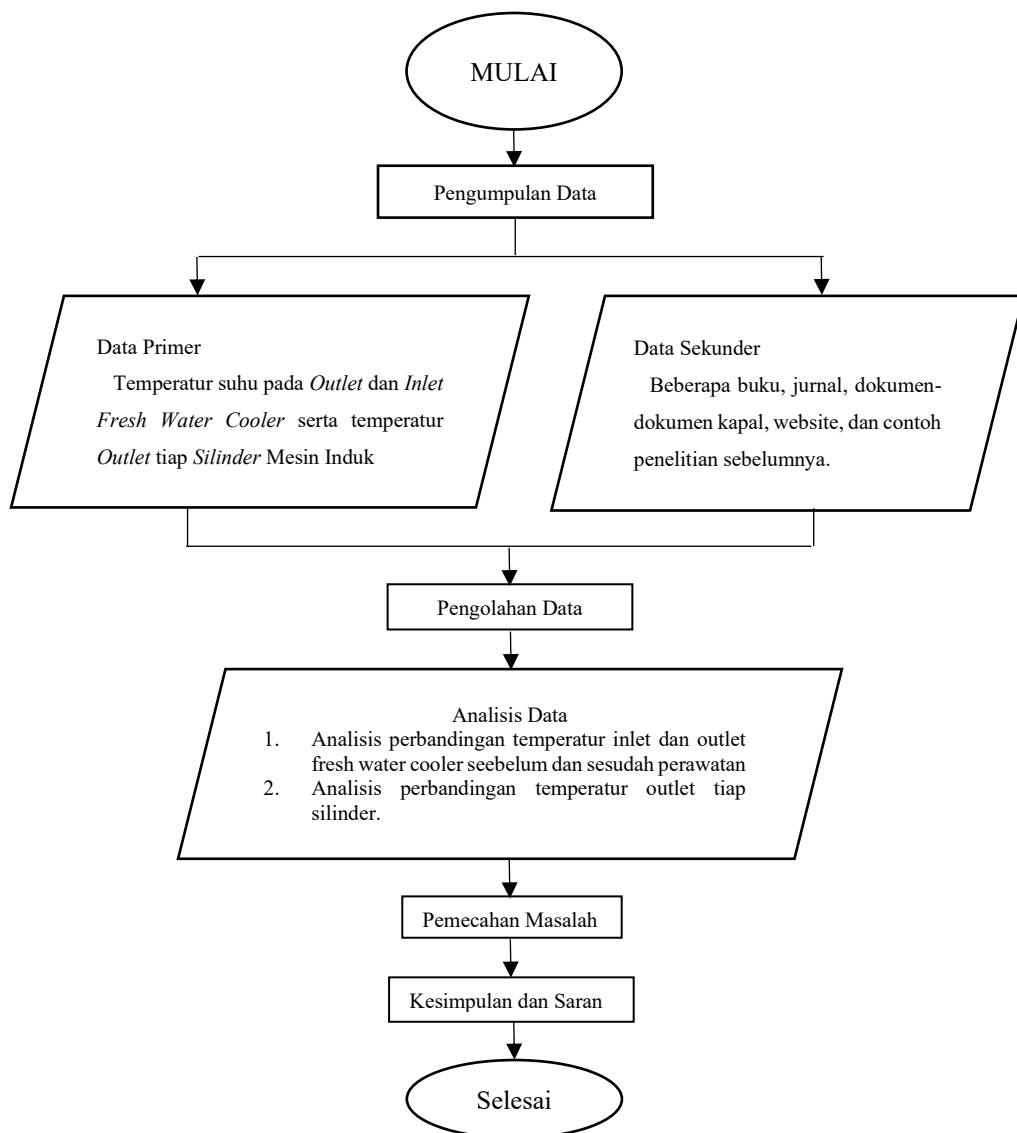 MULAI
Pengumpulan Data
Data Primer
Temperatur suhu pada Outlet dan Inlet
Fresh Water Cooler serta temperatur
Outlet tiap Silinder Mesin Induk
Data Sekunder
Beberapa buku, jurnal, dokumen-
dokumen kapal, website, dan contoh
penelitian sebelumnya.
Pengolahan Data
Analisis Data
1. Analisis perbandingan temperatur inlet dan outlet
fresh water cooler seebelum dan sesudah perawatan
2. Analisis perbandingan temperatur outlet tiap
silinder.
Pemecahan Masalah
Kesimpulan dan Saran
Selesai